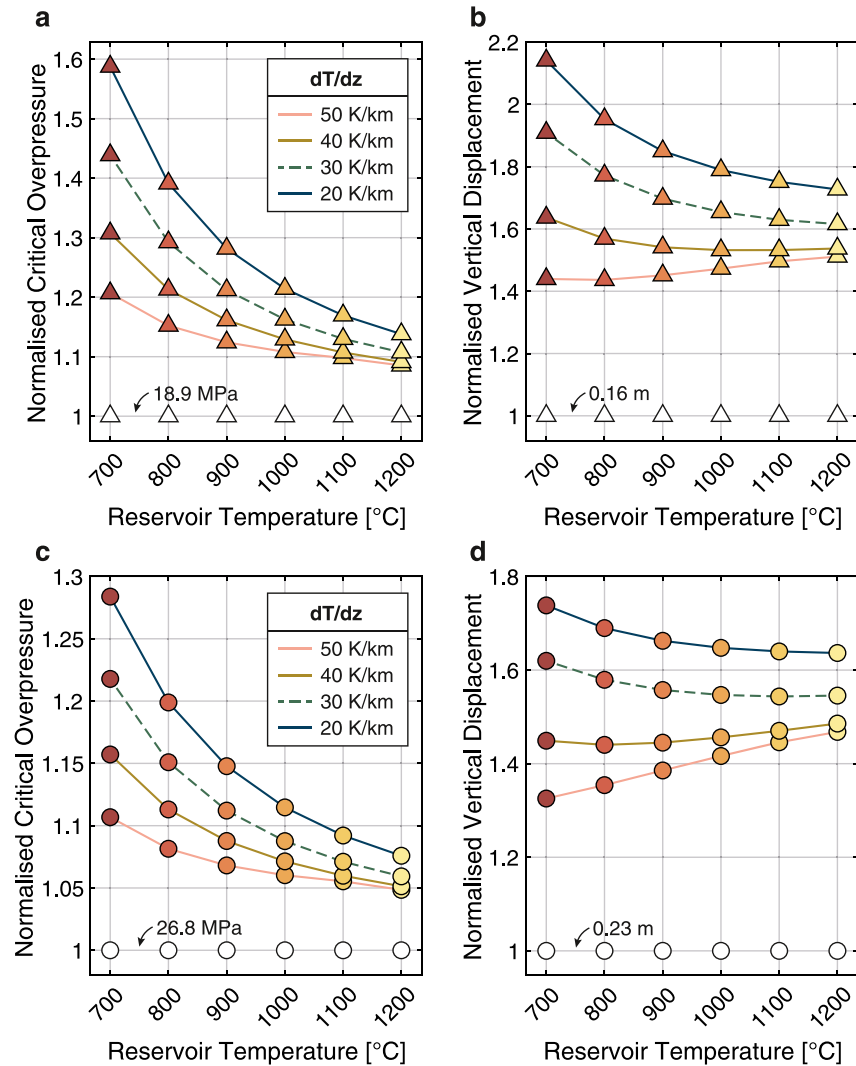 a
Normalised Critical Overpressure
1.6
1.5
1.4
1.3
1.2
1.1
1
dT/dz
50 K/km
40 K/km
30 K/km
20 K/km
18.9 MPa
700
800
900
1000
1100
1200
Reservoir Temperature [°C]
b
Normalised Vertical Displacement
2.2
2
1.8
1.6
1.4
1.2
1
0.16 m
700
800
900
1000
1100
1200
Reservoir Temperature [°C]
c
Normalised Critical Overpressure
1.3
1.25
1.2
1.15
1.1
1.05
1
dT/dz
50 K/km
40 K/km
30 K/km
20 K/km
26.8 MPa
700
800
900
1000
1100
1200
Reservoir Temperature [°C]
d
Normalised Vertical Displacement
1.8
1.6
1.4
1.2
1
0.23 m
700
800
900
1000
1100
1200
Reservoir Temperature [°C]